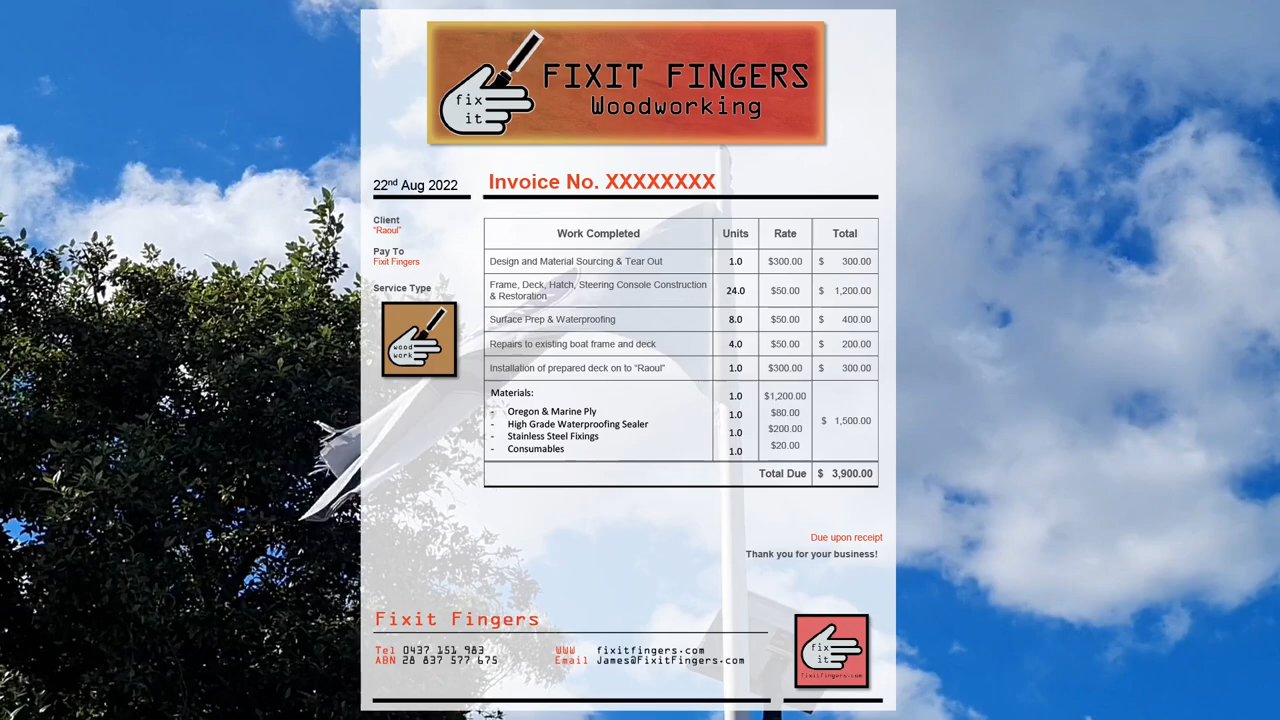 fix
it
FIXIT FINGERS
Woodworking
22nd Aug 2022
Invoice No. XXXXXXXX
Client
"Raoul"
Pay To
Fixit Fingers
Service Type
wood
work
Work Completed Units Rate Total
Design and Material Sourcing & Tear Out 1.0 $300.00 $ 300.00
Frame, Deck, Hatch, Steering Console Construction
& Restoration 24.0 $50.00 $ 1,200.00
Surface Prep & Waterproofing 8.0 $50.00 $ 400.00
Repairs to existing boat frame and deck 4.0 $50.00 $ 200.00
Installation of prepared deck on to "Raoul" 1.0 $300.00 $ 300.00
Materials:
- Oregon & Marine Ply 1.0 $1,200.00
- High Grade Waterproofing Sealer 1.0 $80.00
- Stainless Steel Fixings 1.0 $200.00
- Consumables 1.0 $20.00
$ 1,500.00
Total Due $ 3,900.00
Due upon receipt
Thank you for your business!
Fixit Fingers
Tel 0437 151 983 WWW fixitfingers.com
ABN 28 837 577 675 Email James@FixitFingers.com
fix
it
fixitfingers.com